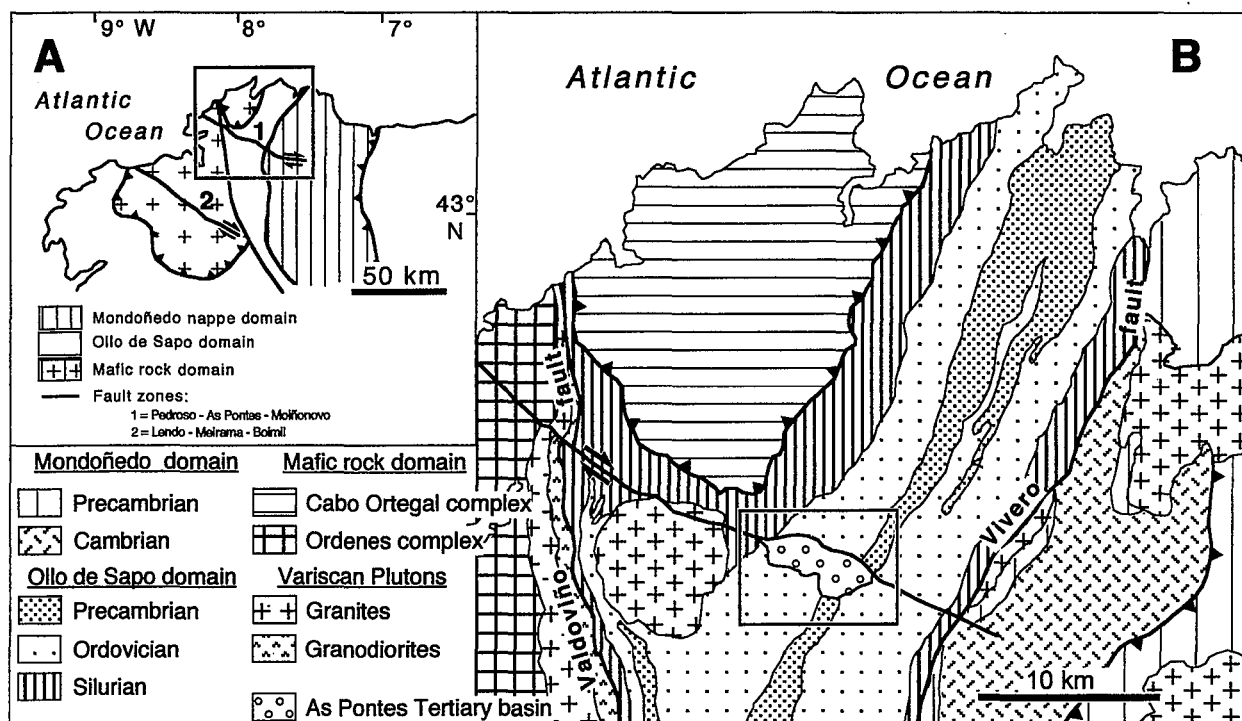 9° W
8°
7°
A
Atlantic
Ocean
1
2
43°
N
50 km
Mondoñedo nappe domain
Ollo de Sapo domain
Mafic rock domain
Fault zones:
1 = Pedroso - As Pontes - Moiñonovo
2 = Lendo - Meirama - Boimil
Mondoñedo domain
Precambrian
Cambrian
Ollo de Sapo domain
Precambrian
Ordovician
Silurian
Mafic rock domain
Cabo Ortegal complex
Ordenes complex
Variscan Plutons
Granites
Granodiorites
As Pontes Tertiary basin
B
Atlantic Ocean
fault
Valdoviño
fault
Vivero
10 km